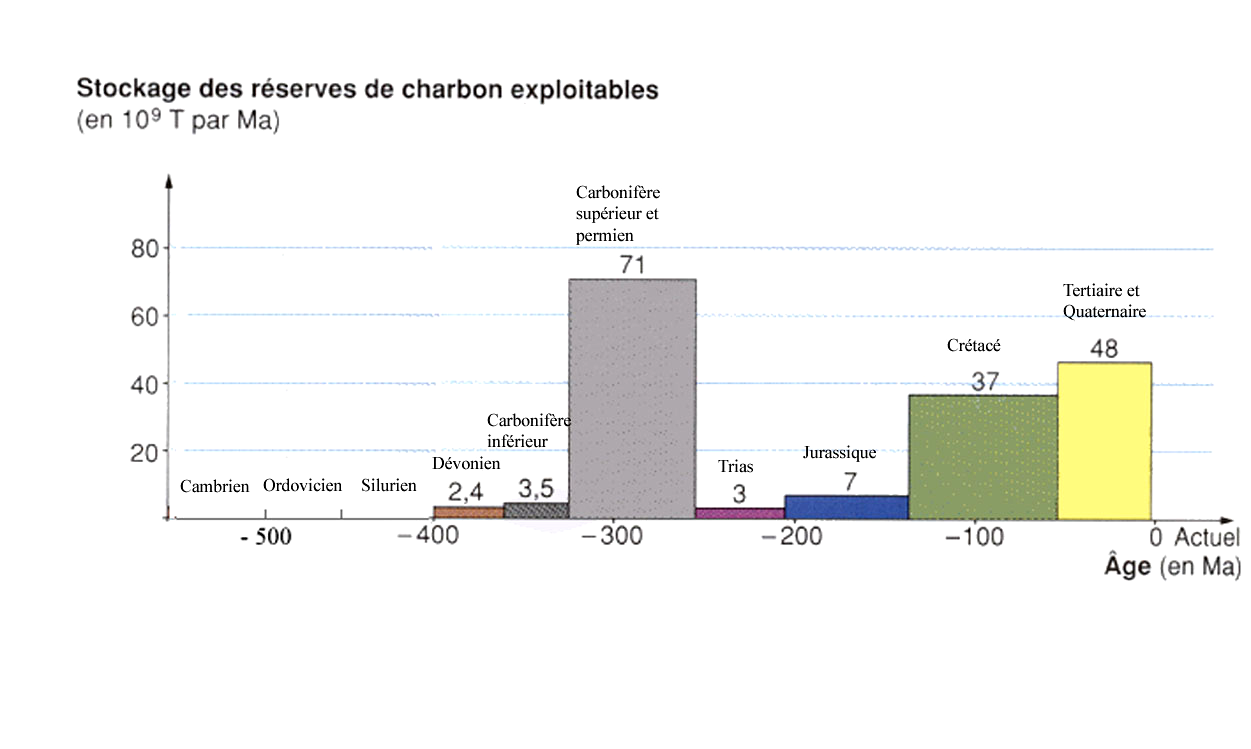 Stockage des réserves de charbon exploitables
(en 10⁹ T par Ma)
Carbonifère
supérieur et
permien
80
71
Tertiaire et
Quaternaire
60
Crétacé
48
40
37
Carbonifère
inférieur
20
Dévonien
Trias
Jurassique
Cambrien
Ordovicien
Silurien
2,4
3,5
3
7
- 500
−400
−300
−200
−100
0 Actuel
Âge (en Ma)